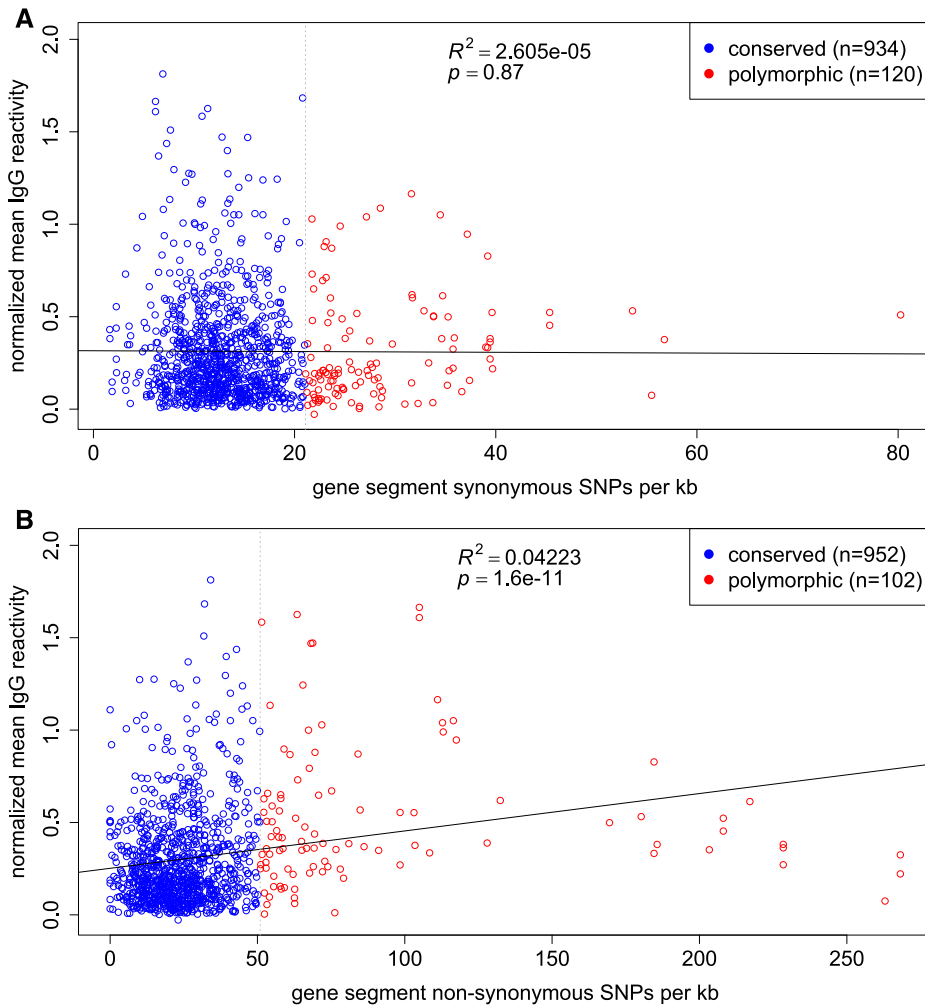 A
R² = 2.605e-05
p = 0.87
conserved (n=934)
polymorphic (n=120)
normalized mean IgG reactivity
0.0 0.5 1.0 1.5 2.0
0 20 40 60 80
gene segment synonymous SNPs per kb
B
R² = 0.04223
p = 1.6e-11
conserved (n=952)
polymorphic (n=102)
normalized mean IgG reactivity
0.0 0.5 1.0 1.5 2.0
0 50 100 150 200 250
gene segment non-synonymous SNPs per kb